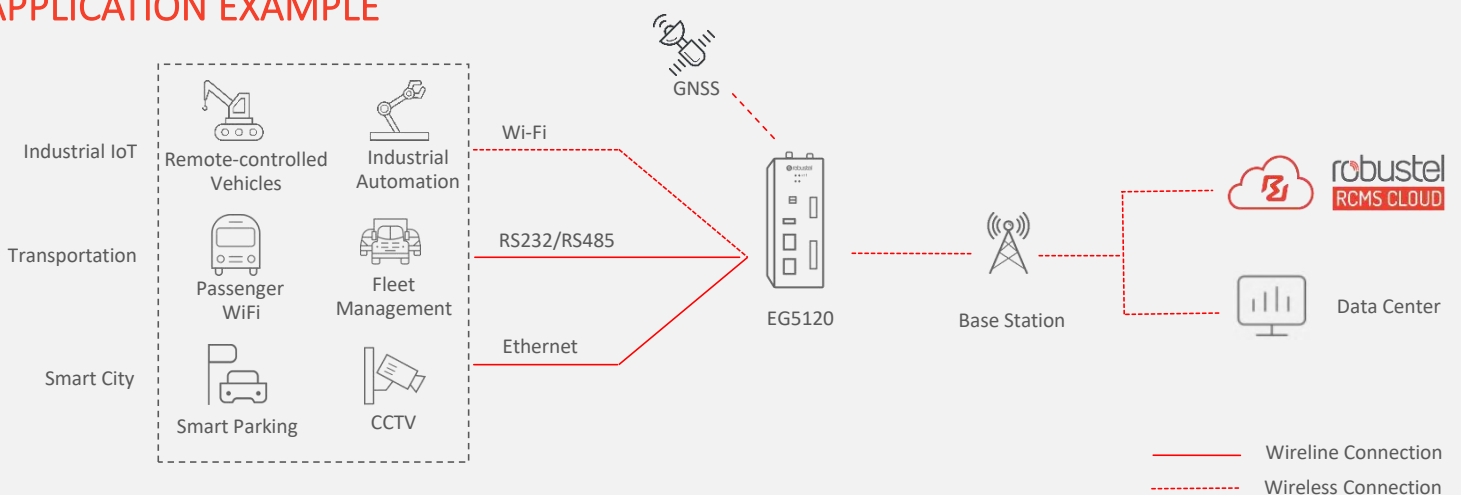 APPLICATION EXAMPLE
GNSS
Industrial IoT
Remote-controlled
Vehicles
Industrial
Automation
Wi-Fi
robustel
robustel
RCMS CLOUD
Transportation
Passenger
WiFi
Fleet
Management
RS232/RS485
EG5120
Base Station
Data Center
Smart City
Smart Parking
CCTV
Ethernet
Wireline Connection
Wireless Connection